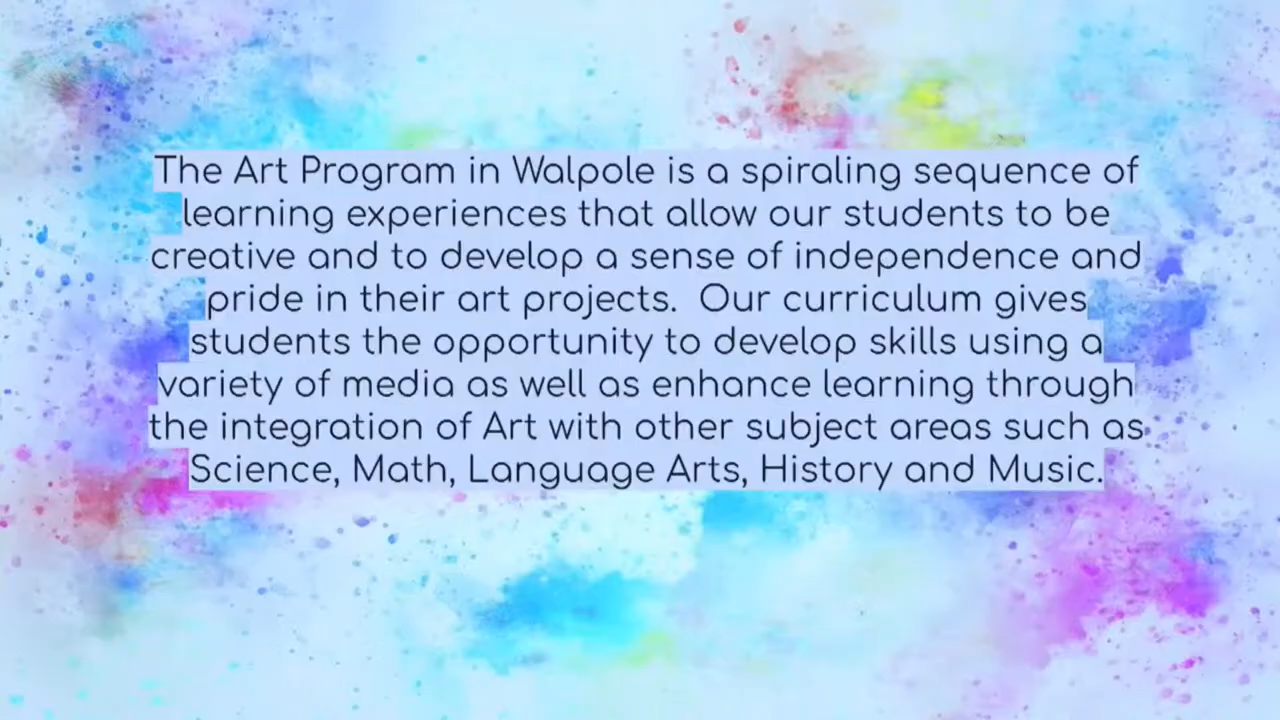 The Art Program in Walpole is a spiraling sequence of
learning experiences that allow our students to be
creative and to develop a sense of independence and
pride in their art projects.  Our curriculum gives
students the opportunity to develop skills using a
variety of media as well as enhance learning through
the integration of Art with other subject areas such as
Science, Math, Language Arts, History and Music.